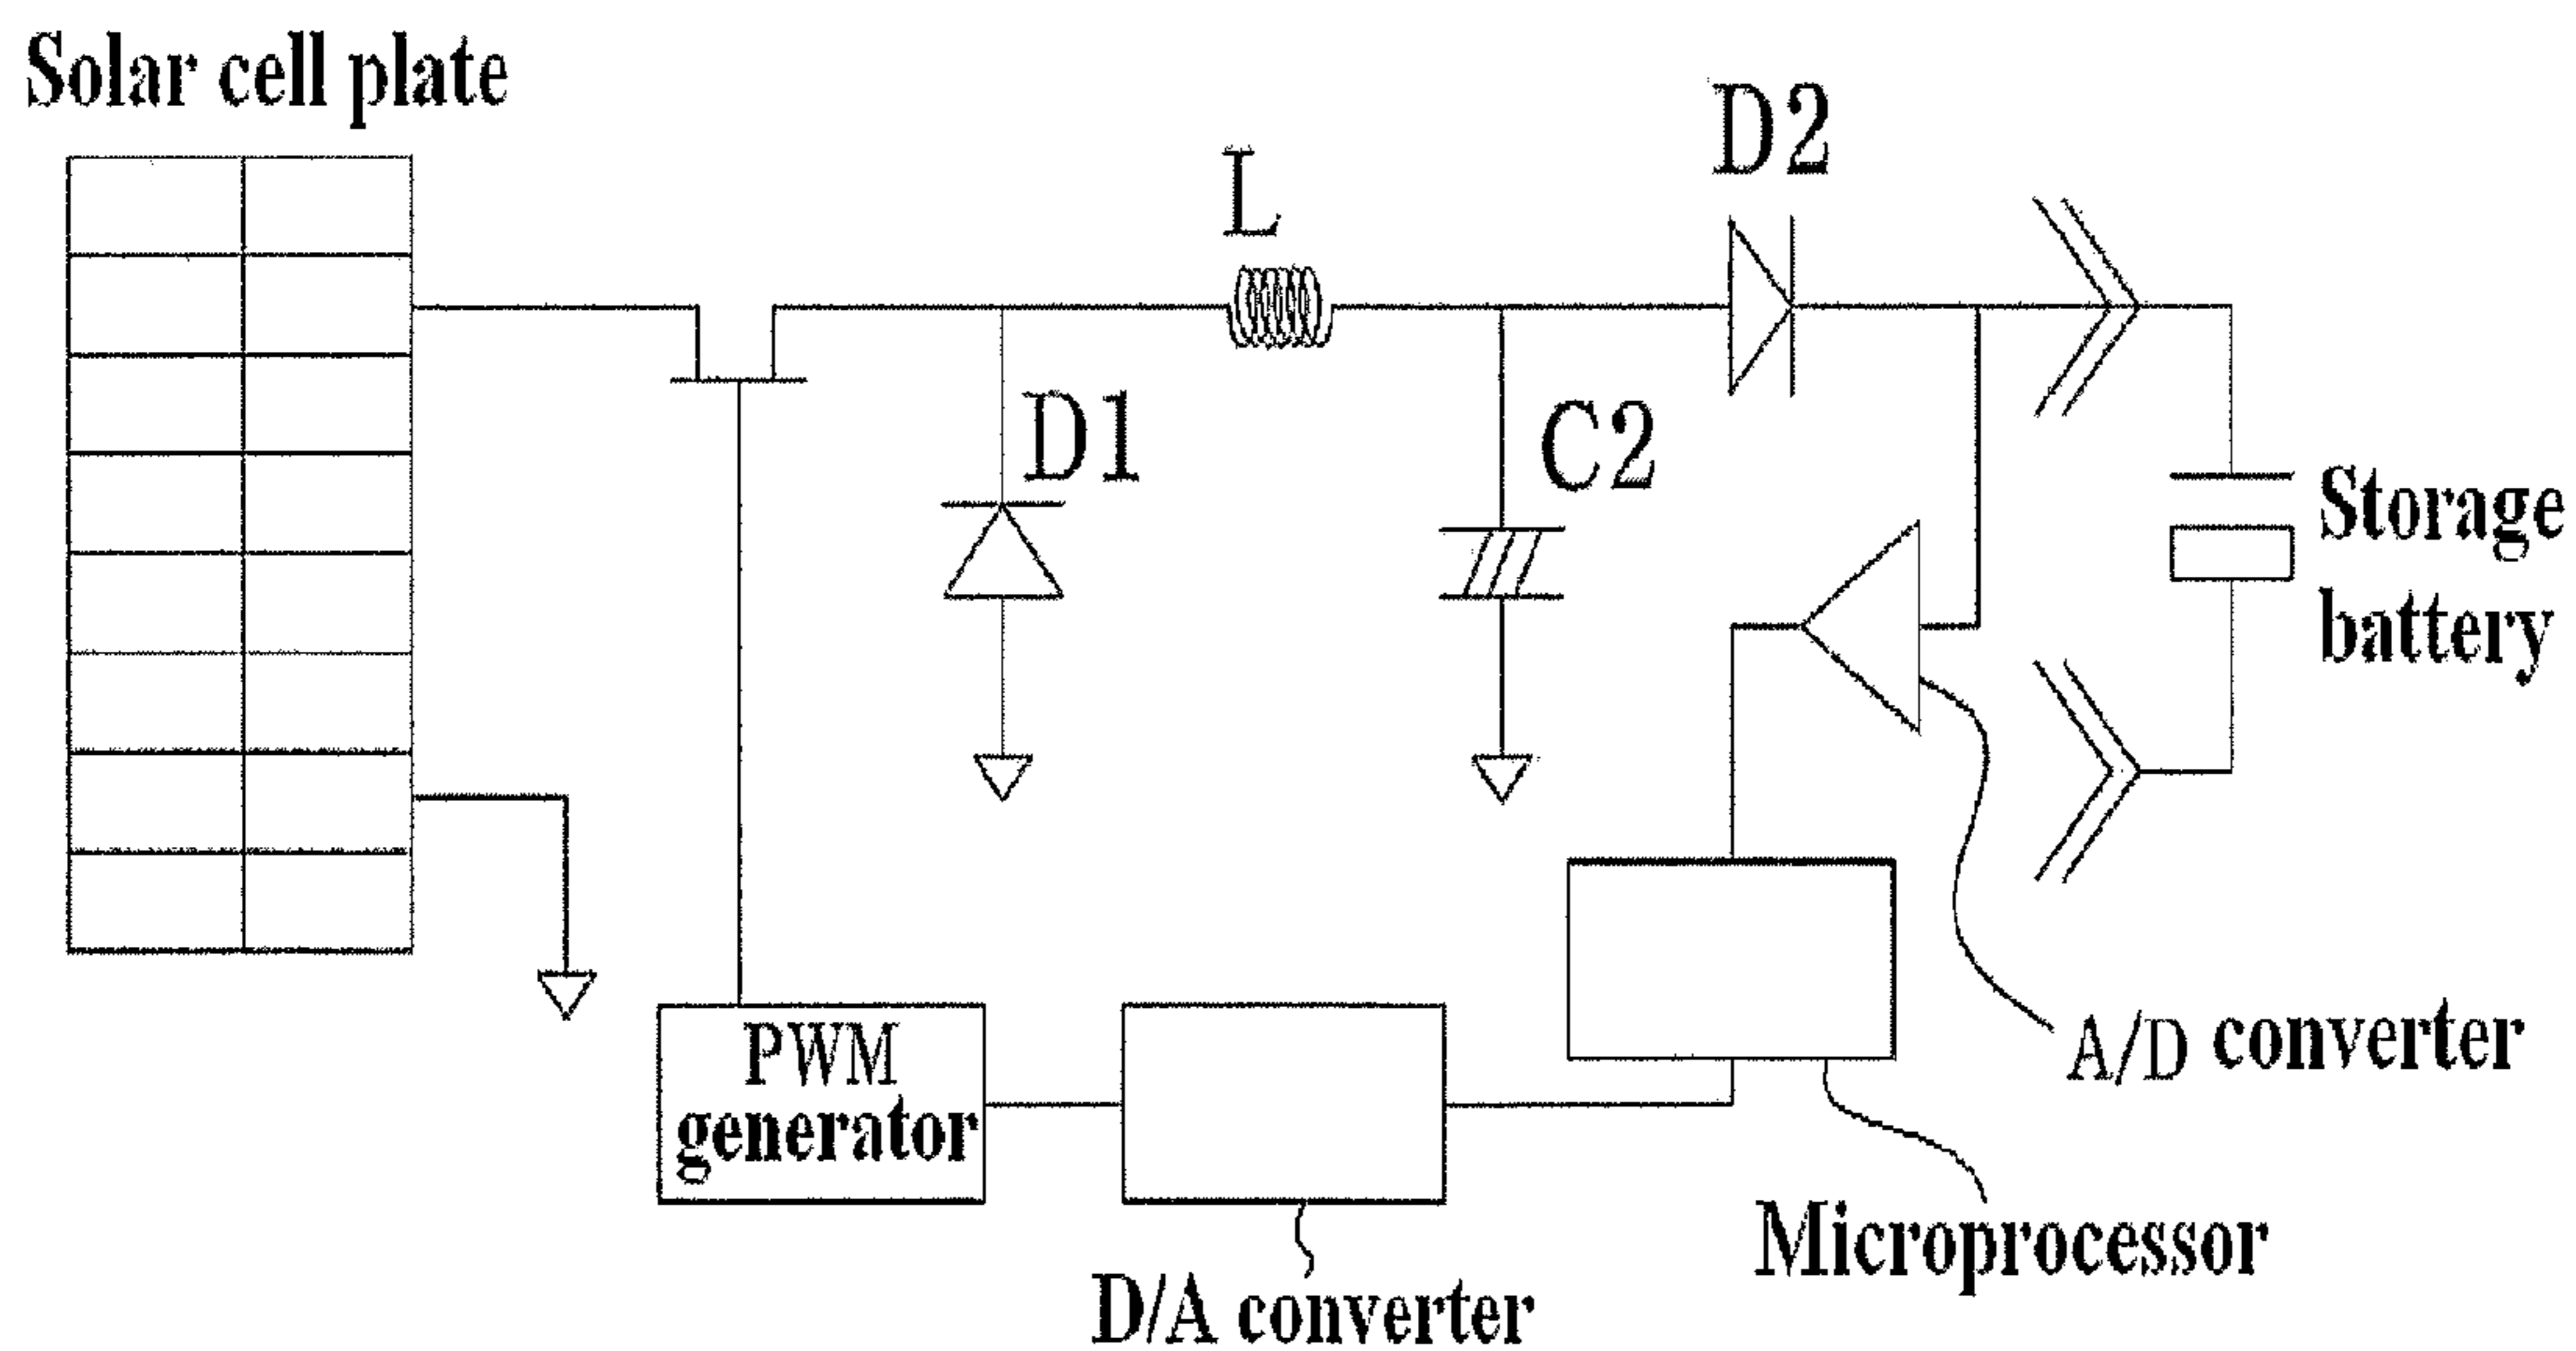 Solar cell plate
L
D2
D1
C2
Storage
battery
PWM
generator
A/D converter
Microprocessor
D/A converter